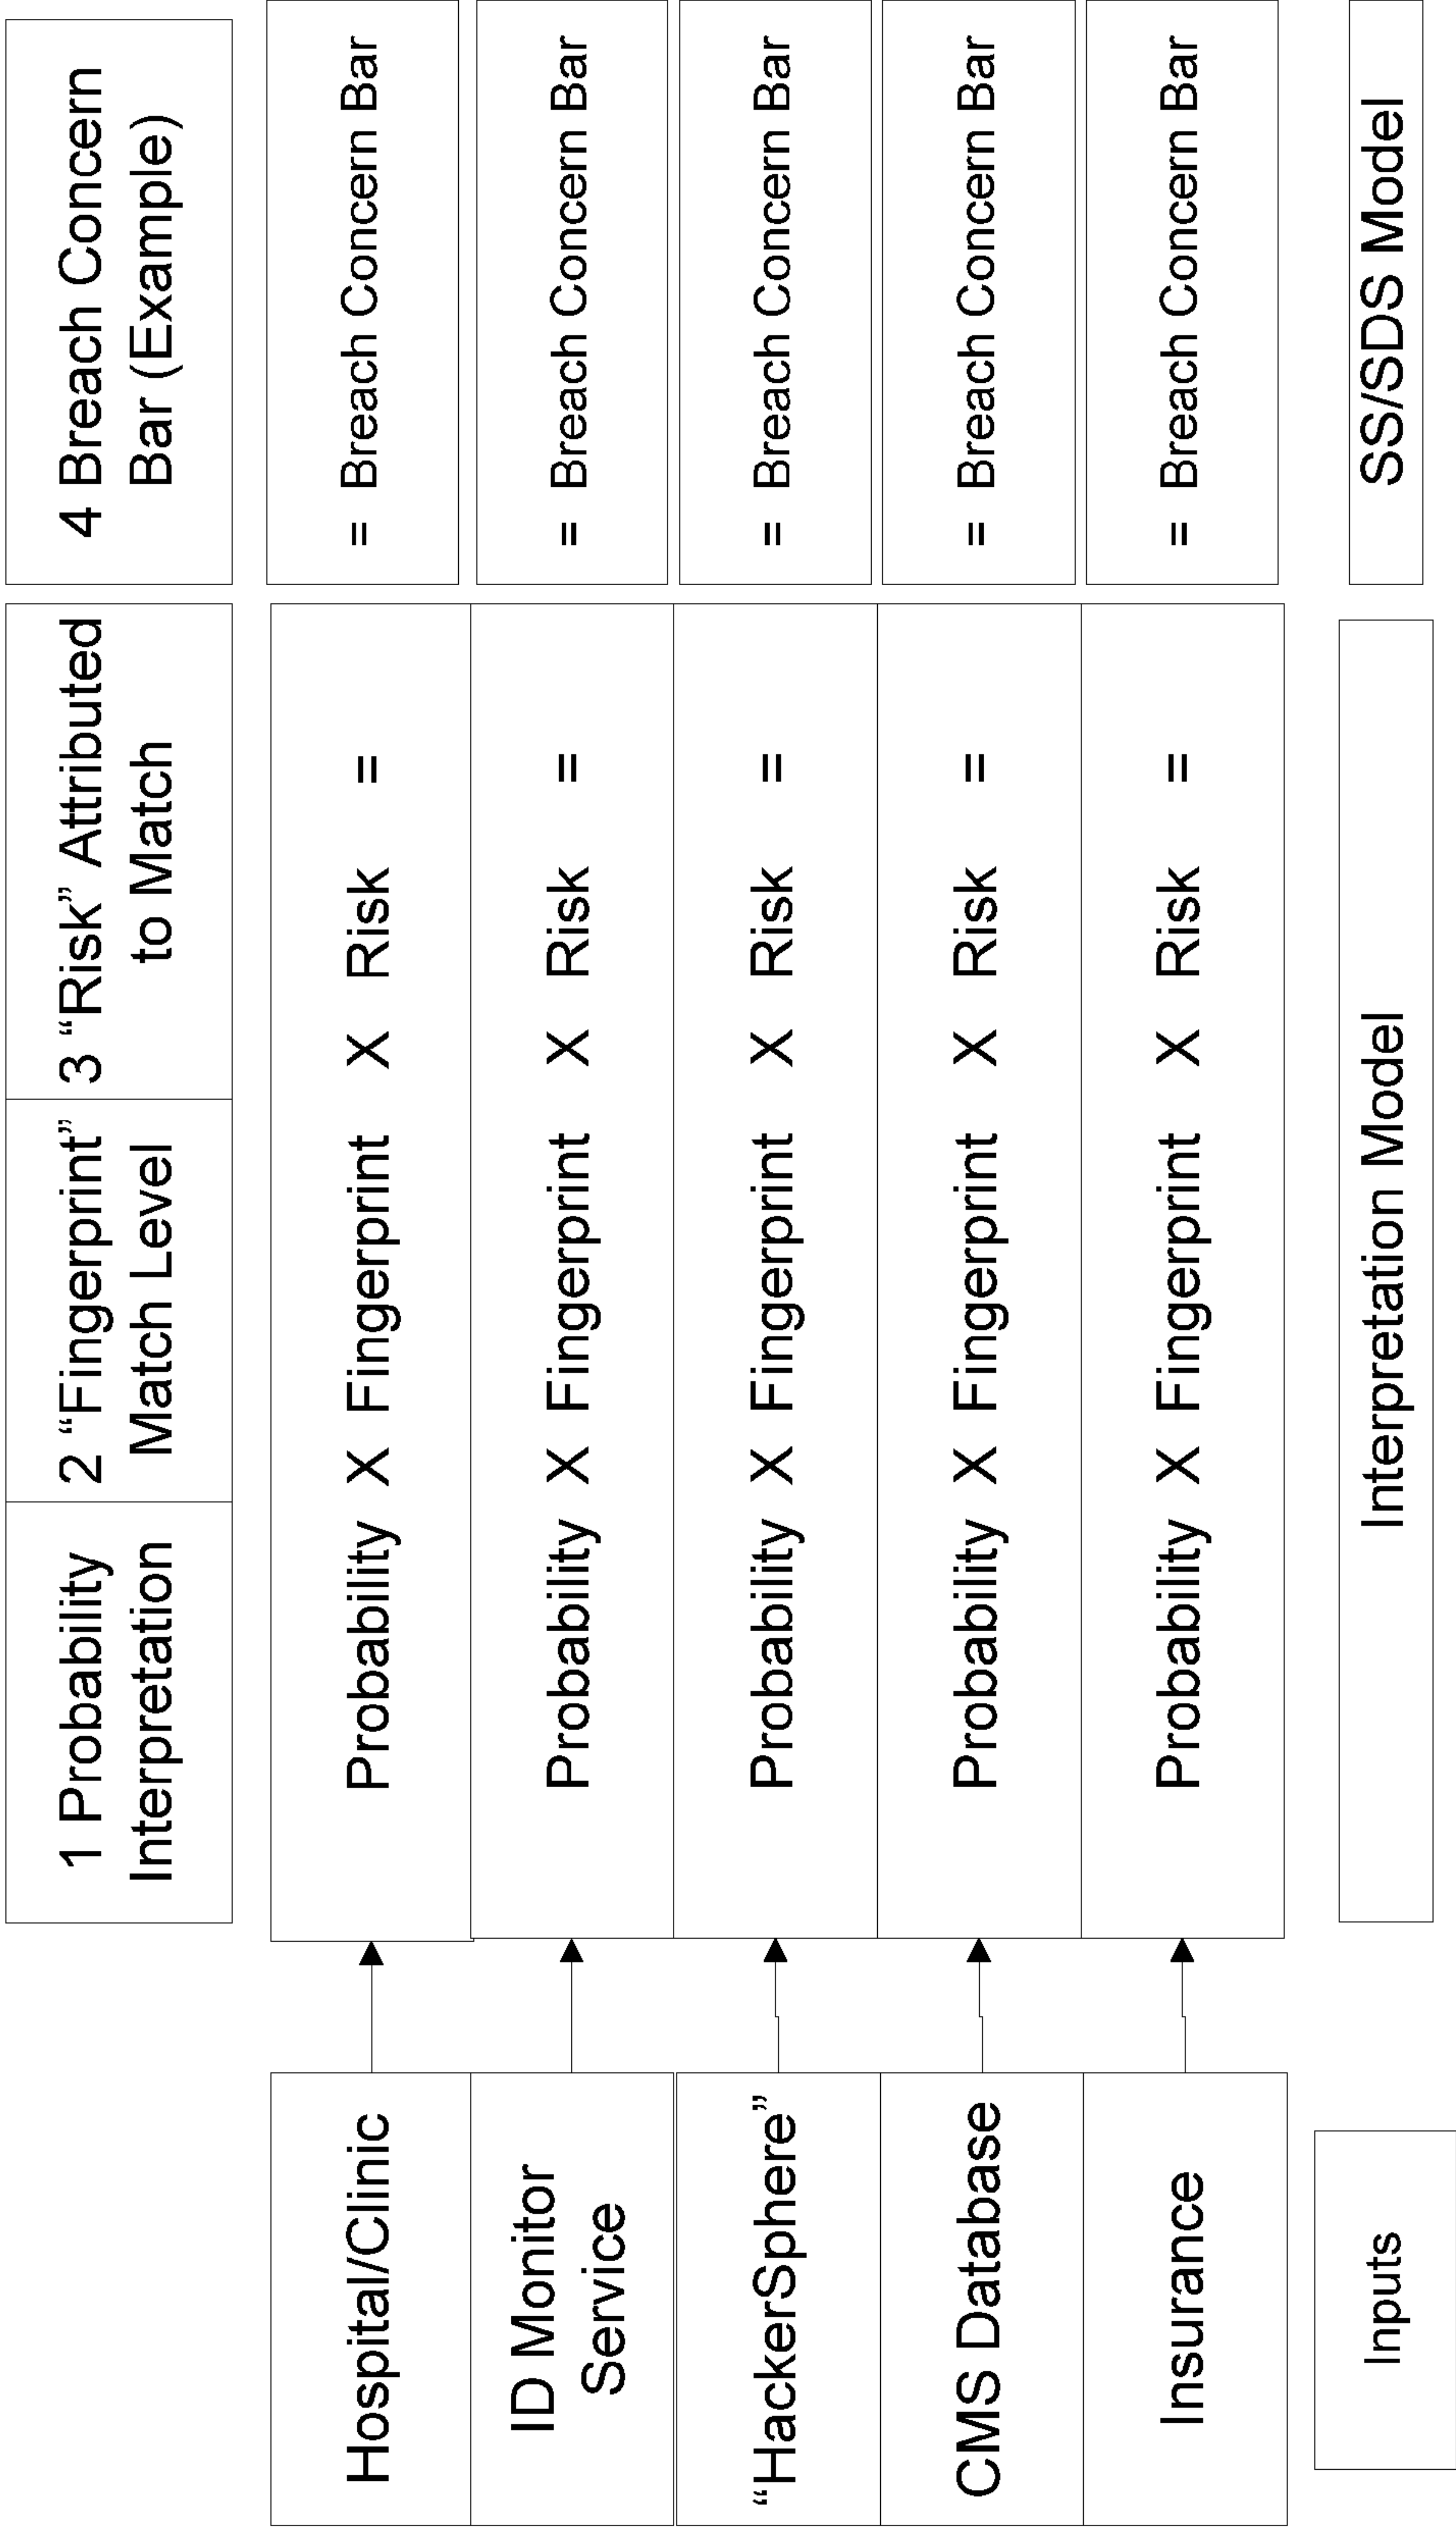 1 Probability
Interpretation
2 “Fingerprint”
Match Level
3 “Risk” Attributed
to Match
4 Breach Concern
Bar (Example)
Hospital/Clinic
Probability X Fingerprint X Risk =
= Breach Concern Bar
ID Monitor
Service
Probability X Fingerprint X Risk =
= Breach Concern Bar
“HackerSphere”
Probability X Fingerprint X Risk =
= Breach Concern Bar
CMS Database
Probability X Fingerprint X Risk =
= Breach Concern Bar
Insurance
Probability X Fingerprint X Risk =
= Breach Concern Bar
Inputs
Interpretation Model
SS/SDS Model